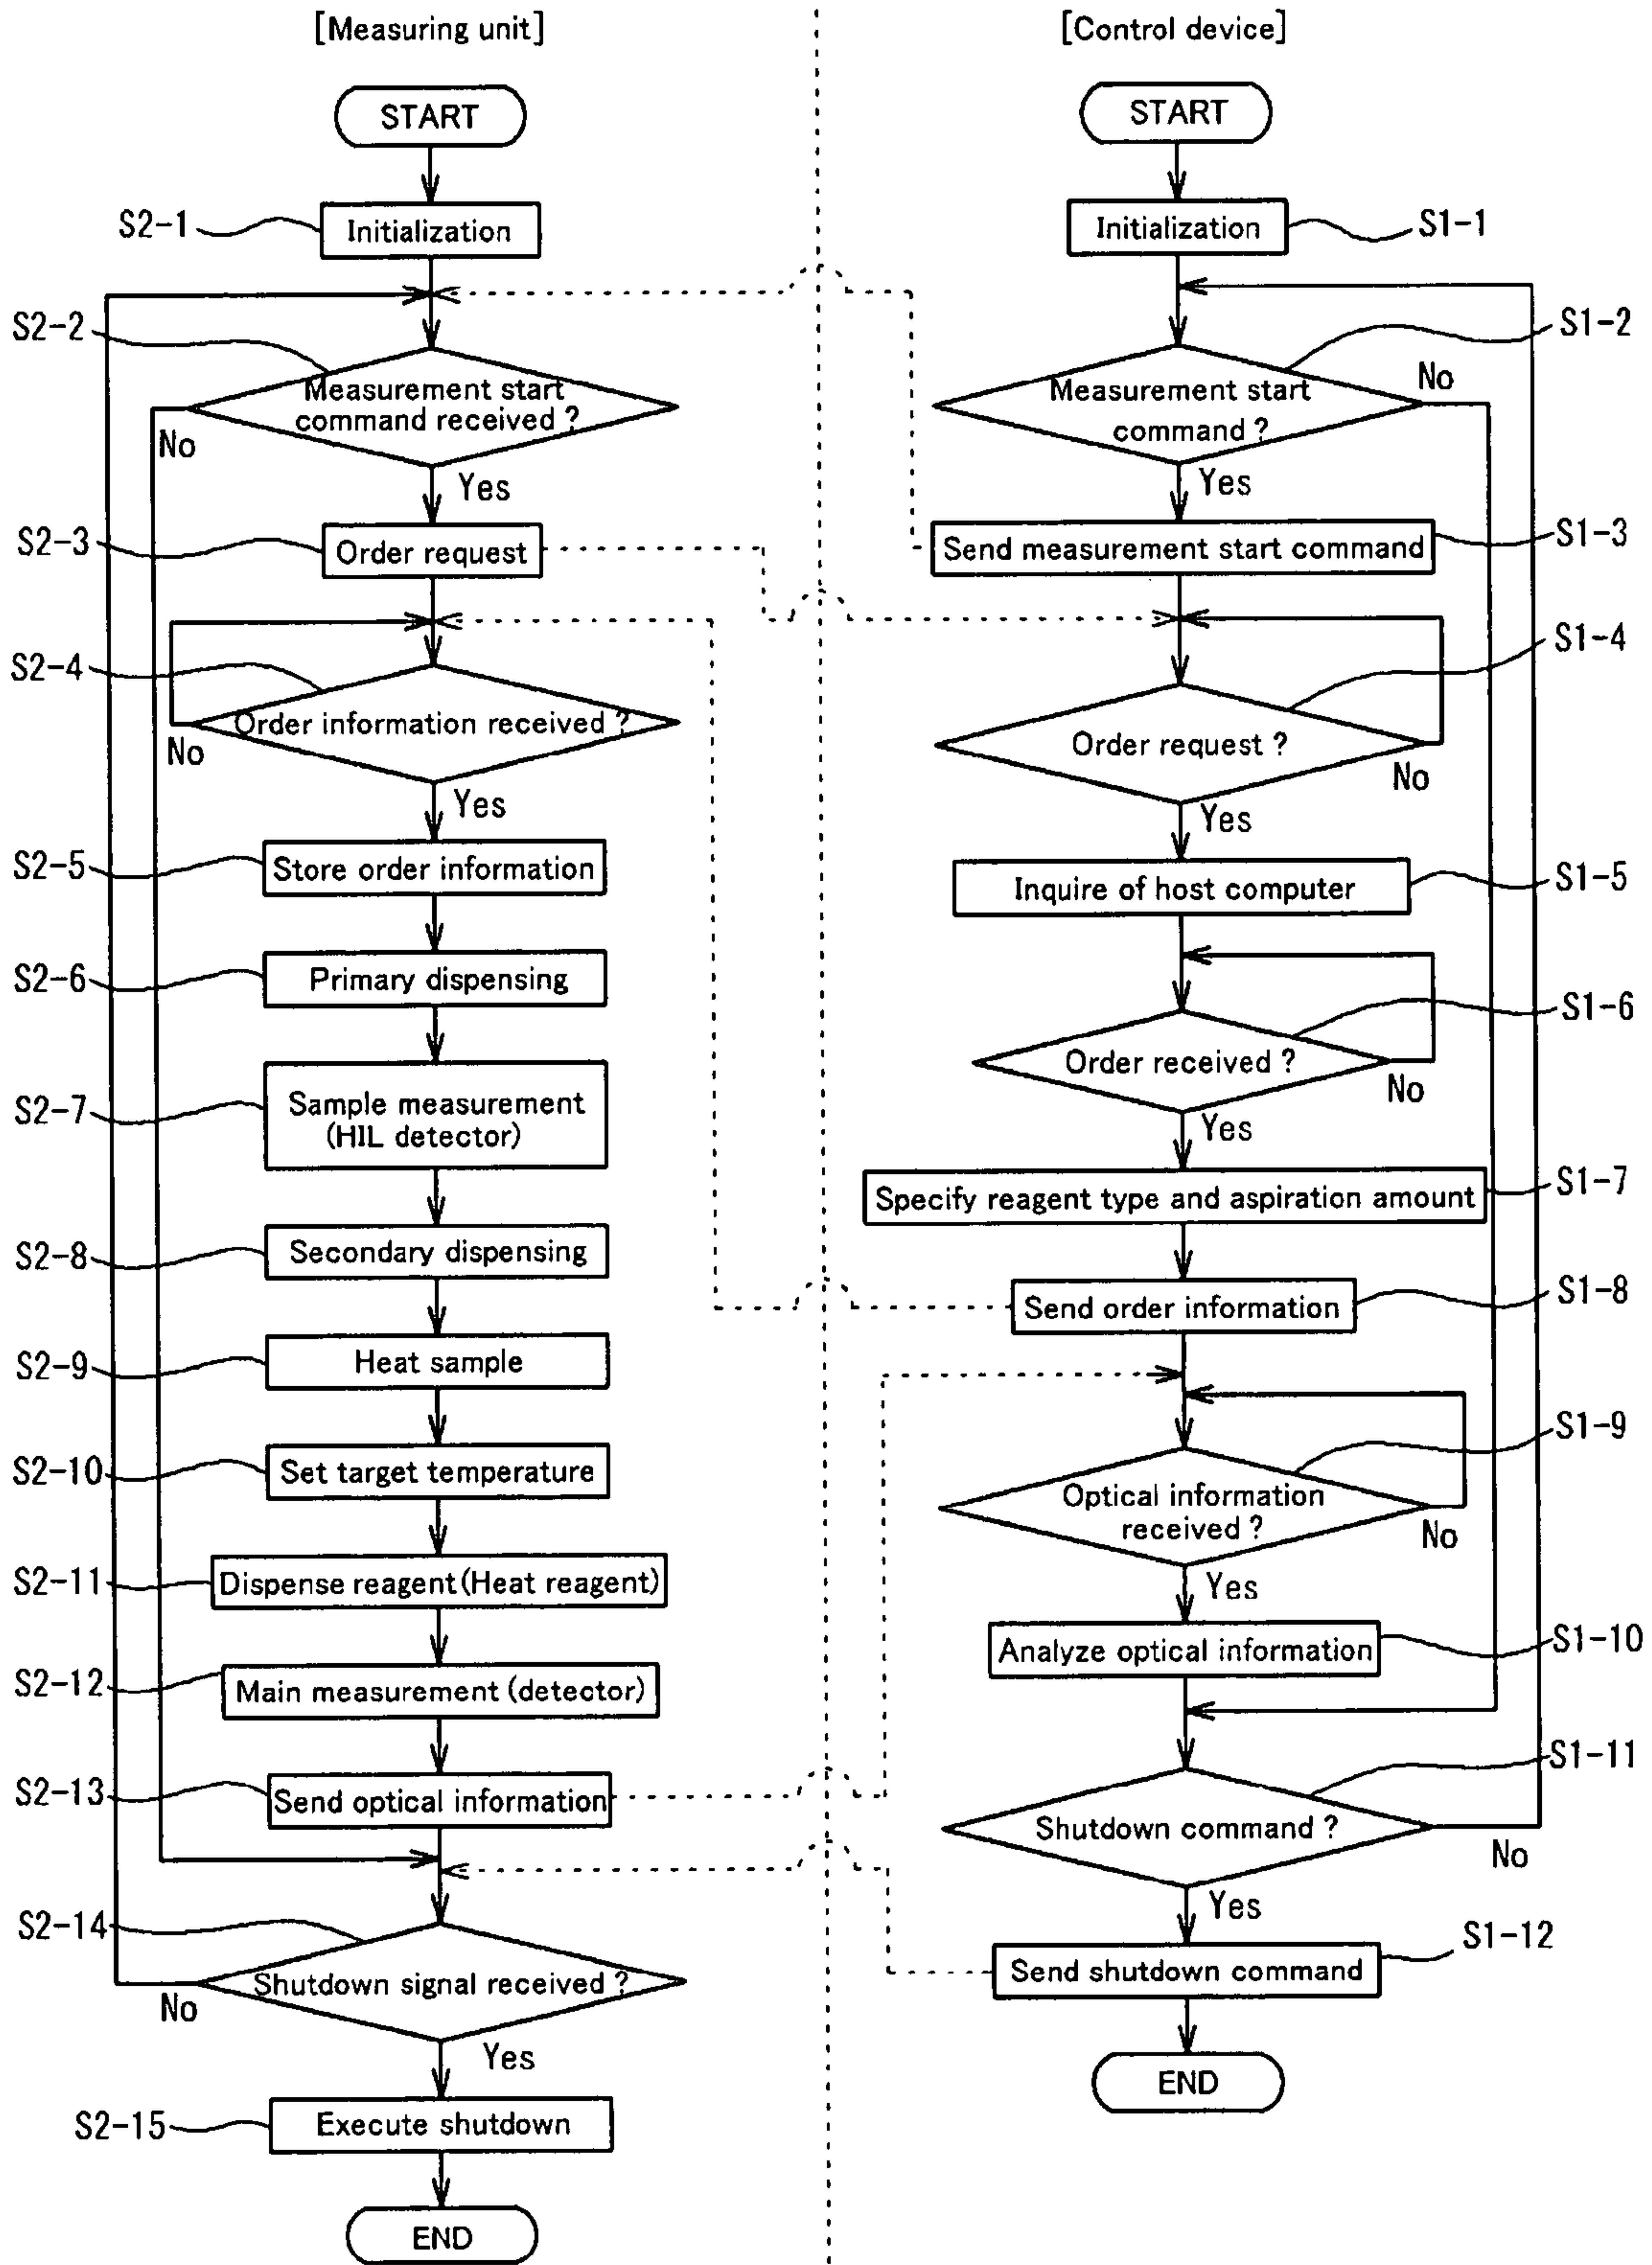 [Measuring unit]
START
S2-1
Initialization
S2-2
Measurement start
command received ?
No
Yes
S2-3
Order request
S2-4
Order information received ?
No
Yes
S2-5
Store order information
S2-6
Primary dispensing
S2-7
Sample measurement
(HIL detector)
S2-8
Secondary dispensing
S2-9
Heat sample
S2-10
Set target temperature
S2-11
Dispense reagent(Heat reagent)
S2-12
Main measurement (detector)
S2-13
Send optical information
S2-14
Shutdown signal received ?
No
Yes
S2-15
Execute shutdown
END
[Control device]
START
Initialization
S1-1
S1-2
Measurement start
command ?
No
Yes
Send measurement start command
S1-3
S1-4
Order request ?
No
Yes
Inquire of host computer
S1-5
S1-6
Order received ?
No
Yes
Specify reagent type and aspiration amount
S1-7
Send order information
S1-8
S1-9
Optical information
received ?
No
Yes
Analyze optical information
S1-10
S1-11
Shutdown command ?
No
Yes
Send shutdown command
S1-12
END